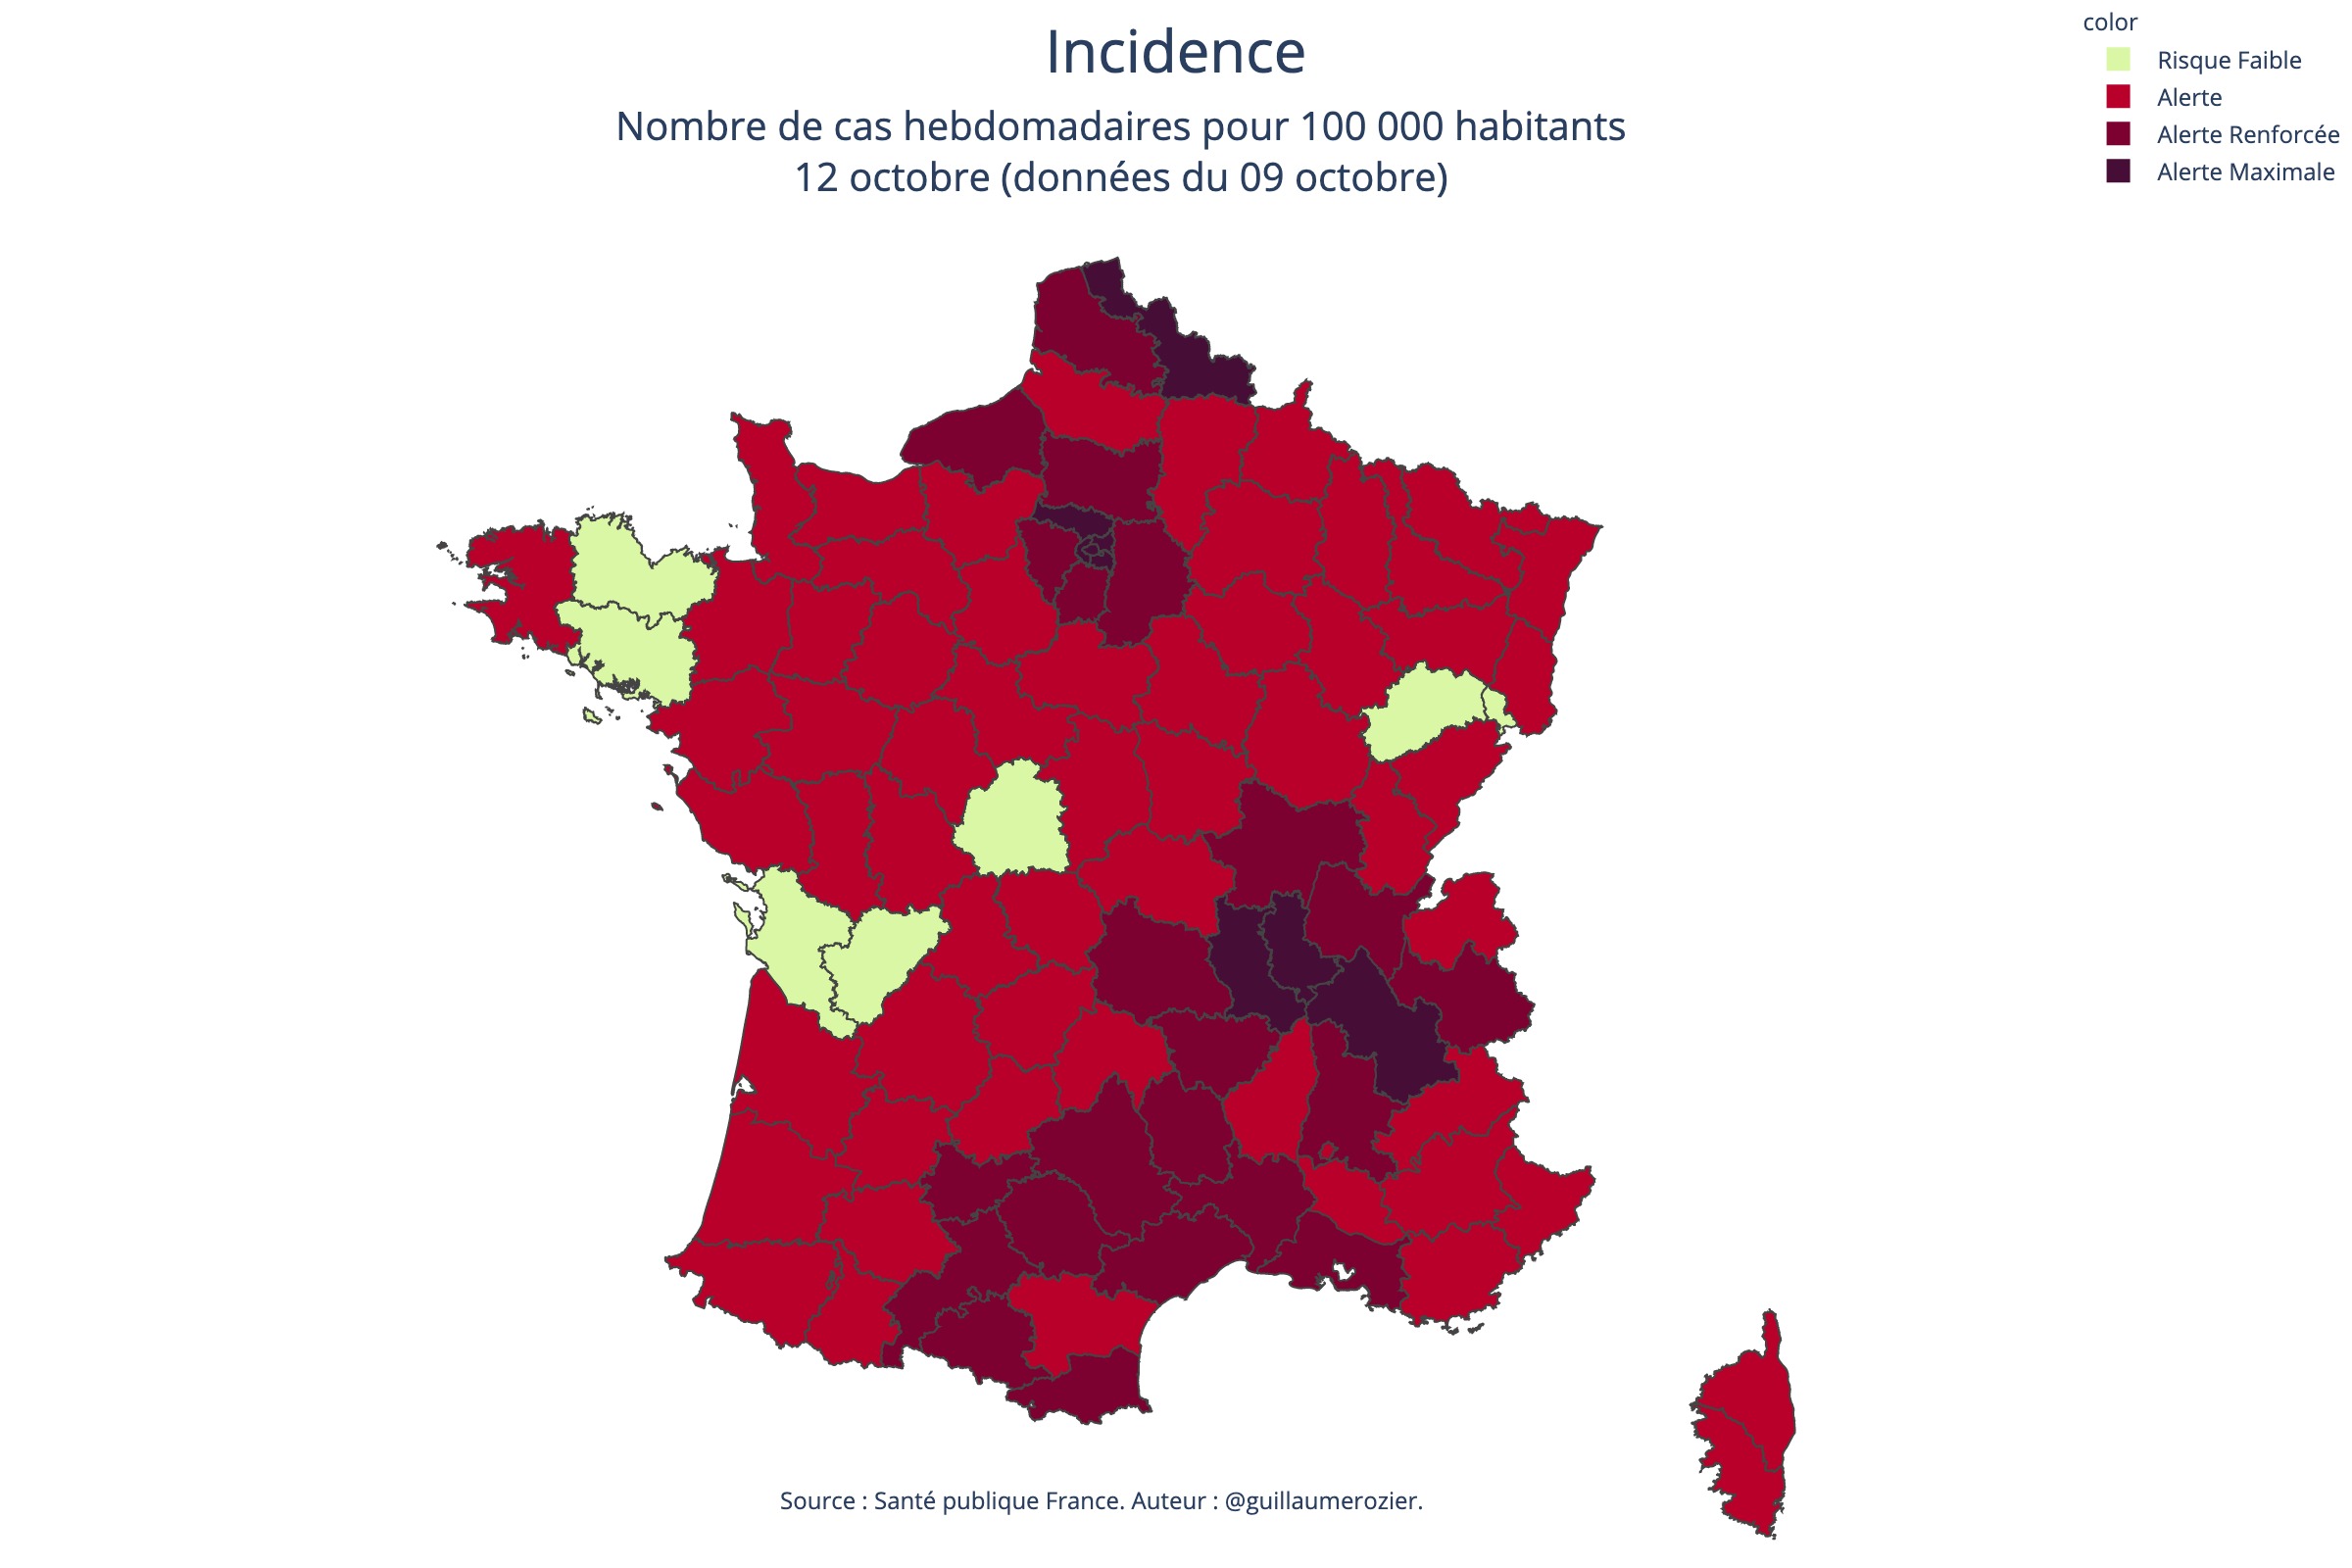 Incidence
Nombre de cas hebdomadaires pour 100 000 habitants
12 octobre (données du 09 octobre)
color
Risque Faible
Alerte
Alerte Renforcée
Alerte Maximale
Source : Santé publique France. Auteur : @guillaumerozier.